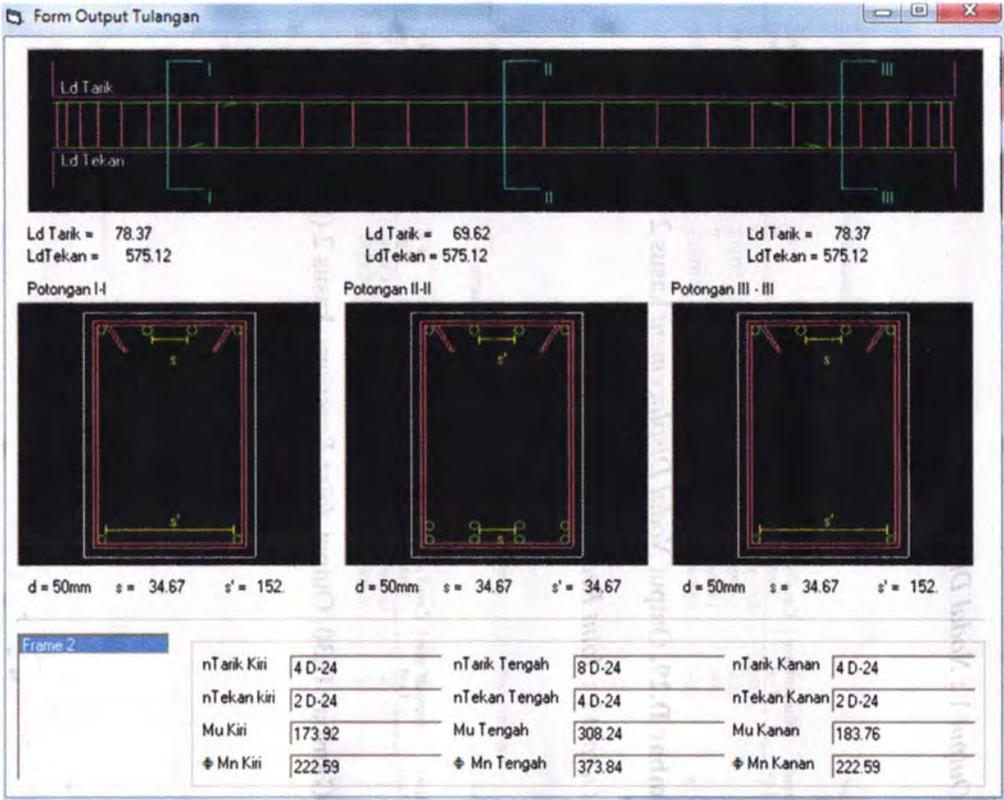 Form Output Tulangan
I II III
Ld Tarik
Ld Tekan
I II III
Ld Tarik = 78.37 Ld Tarik = 69.62 Ld Tarik = 78.37
LdTekan = 575.12 LdTekan = 575.12 LdTekan = 575.12
Potongan I-I Potongan II-II Potongan III - III
s s' s
s' s s'
d = 50mm s = 34.67 s' = 152. d = 50mm s = 34.67 s' = 34.67 d = 50mm s = 34.67 s' = 152.
Frame 2
nTarik Kiri 4 D-24 nTarik Tengah 8 D-24 nTarik Kanan 4 D-24
nTekan kiri 2 D-24 nTekan Tengah 4 D-24 nTekan Kanan 2 D-24
Mu Kiri 173.92 Mu Tengah 308.24 Mu Kanan 183.76
ϕ Mn Kiri 222.59 ϕ Mn Tengah 373.84 ϕ Mn Kanan 222.59